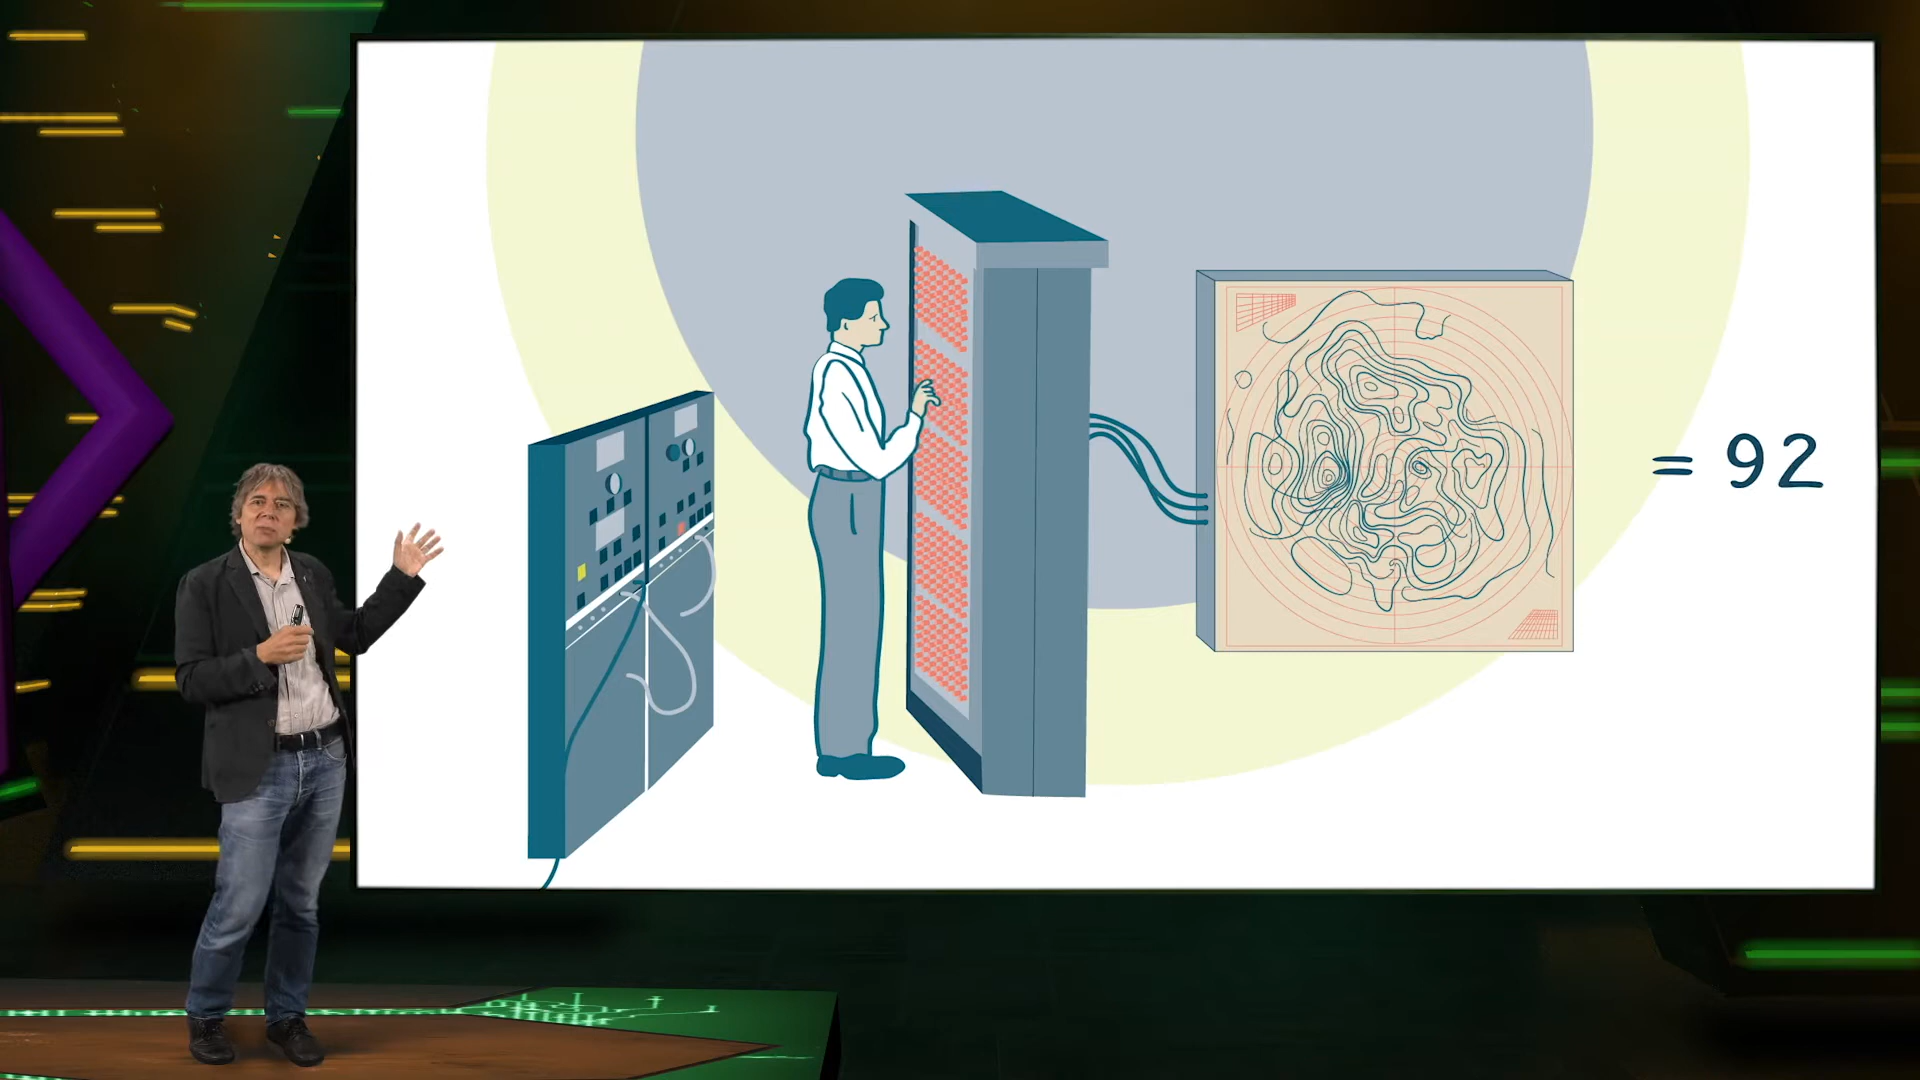 = 92